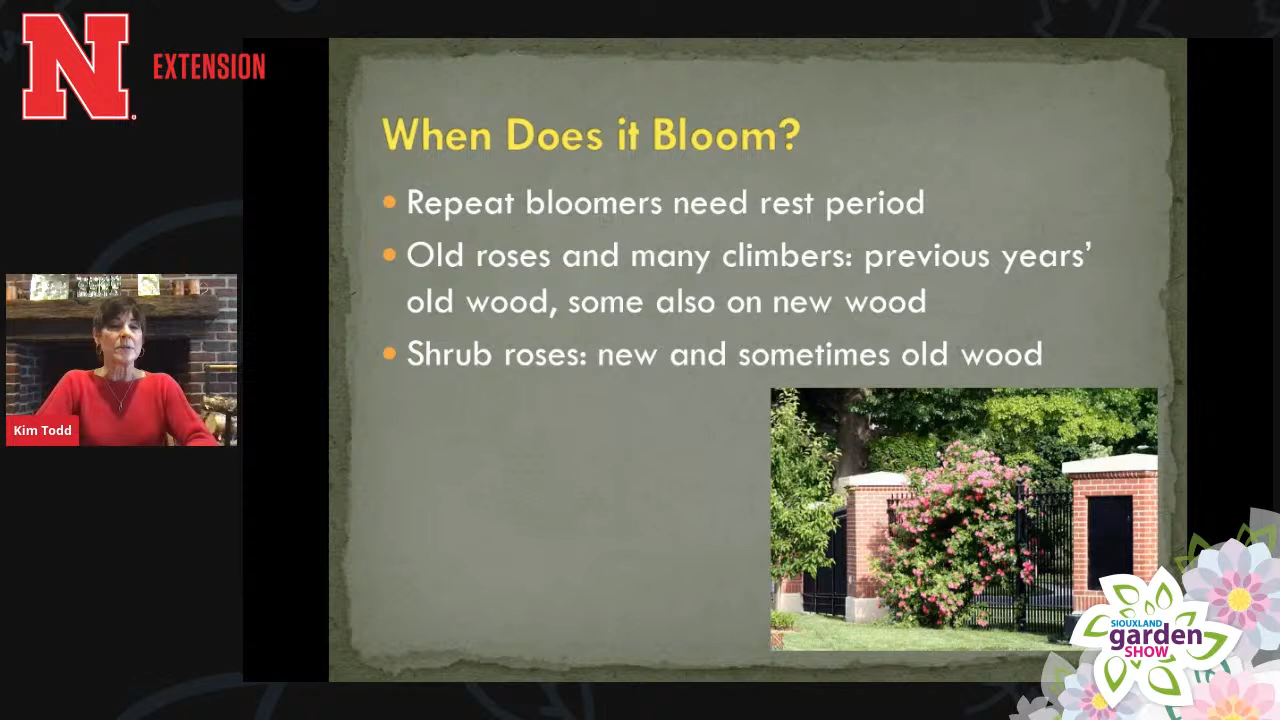 N
EXTENSION
When Does it Bloom?
• Repeat bloomers need rest period
• Old roses and many climbers: previous years’
old wood, some also on new wood
• Shrub roses: new and sometimes old wood
Kim Todd
SIOUXLAND
garden
SHOW